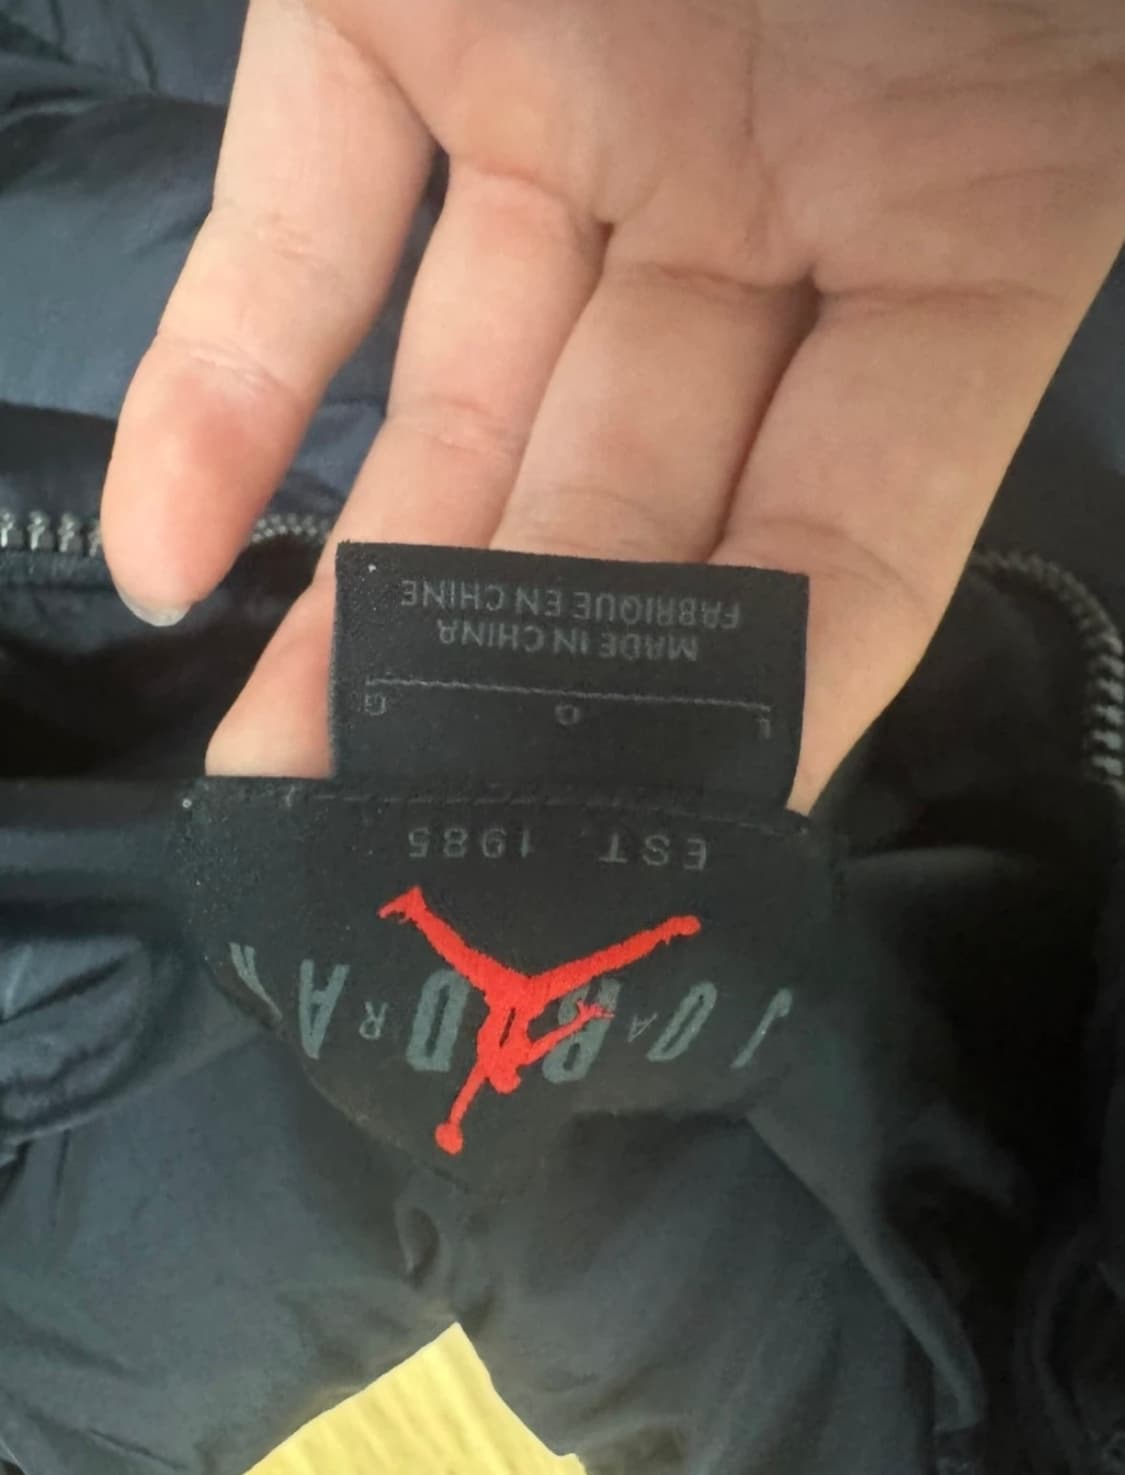 JORDAN
EST. 1985
L G G
MADE IN CHINA
FABRIQUE EN CHINE